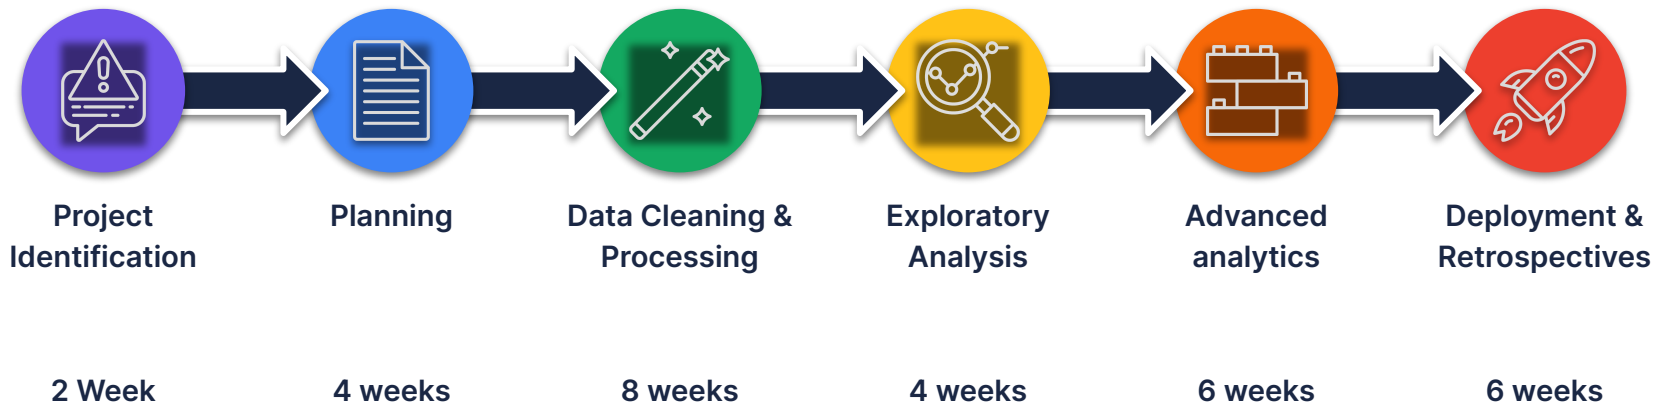 Project
Identification
Planning
Data Cleaning &
Processing
Exploratory
Analysis
Advanced
analytics
Deployment &
Retrospectives
2 Week
4 weeks
8 weeks
4 weeks
6 weeks
6 weeks